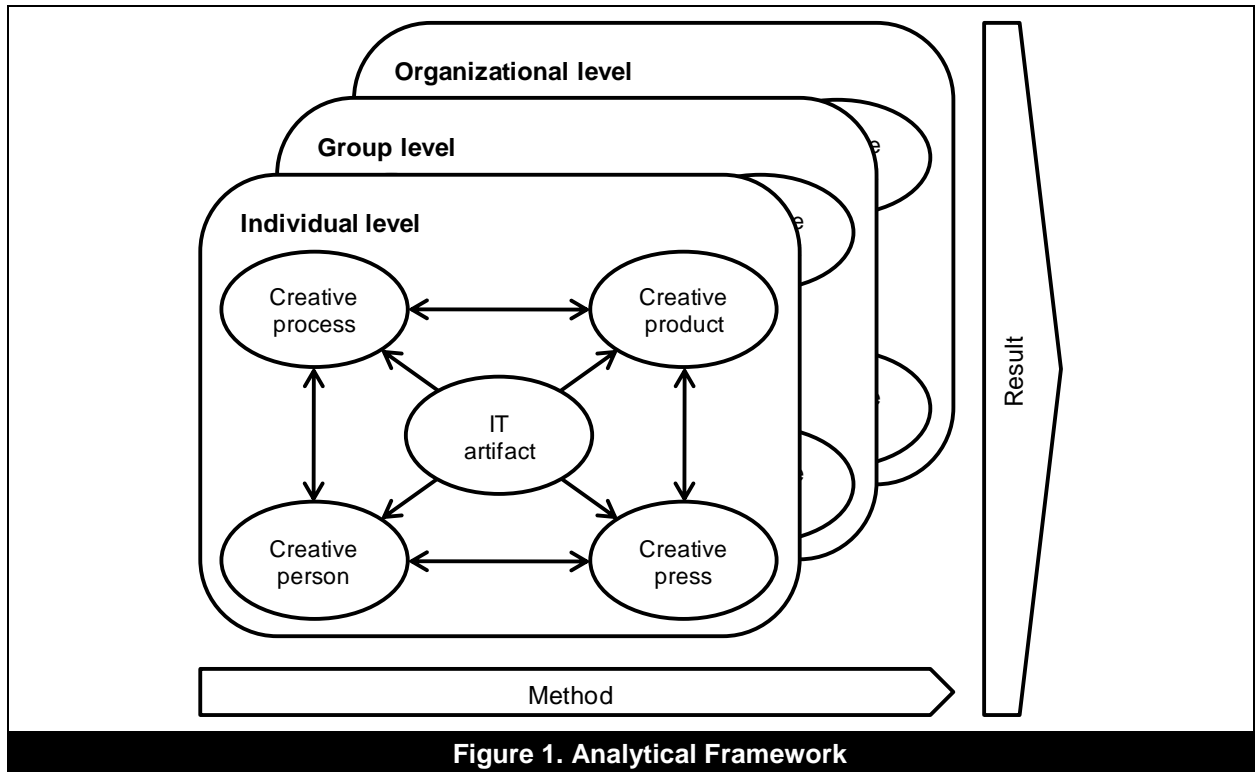 Organizational level
Group level
Individual level
Creative
process
Creative
product
IT
artifact
Creative
person
Creative
press
Method
Result
Figure 1. Analytical Framework